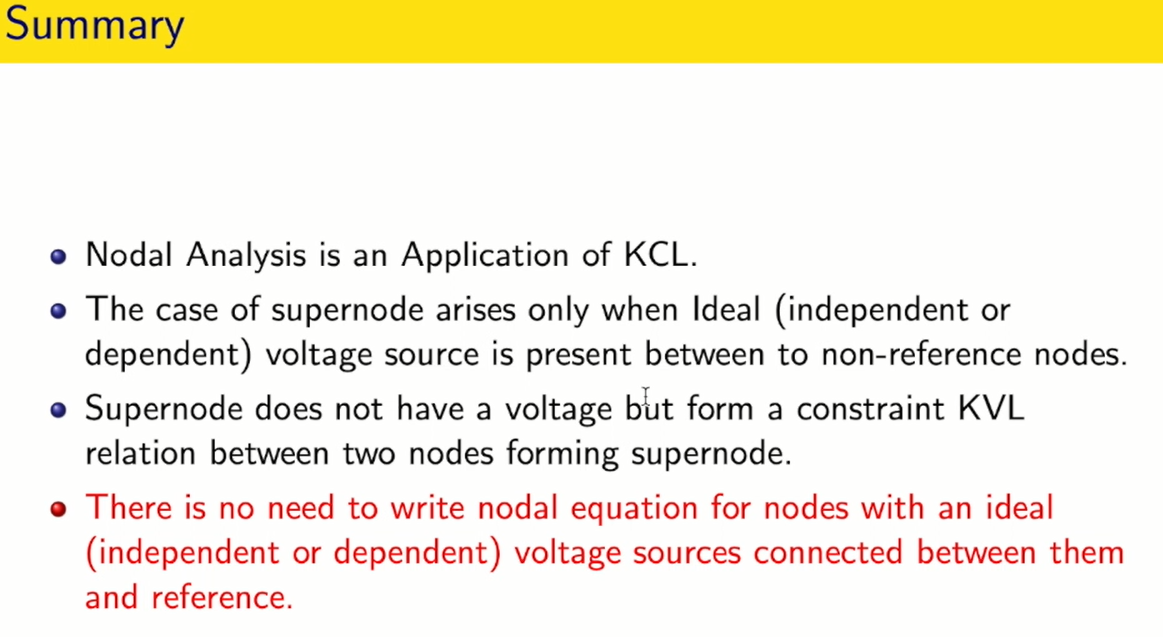 Summary
Nodal Analysis is an Application of KCL.
The case of supernode arises only when Ideal (independent or
dependent) voltage source is present between to non-reference nodes.
Supernode does not have a voltage but form a constraint KVL
relation between two nodes forming supernode.
There is no need to write nodal equation for nodes with an ideal
(independent or dependent) voltage sources connected between them
and reference.